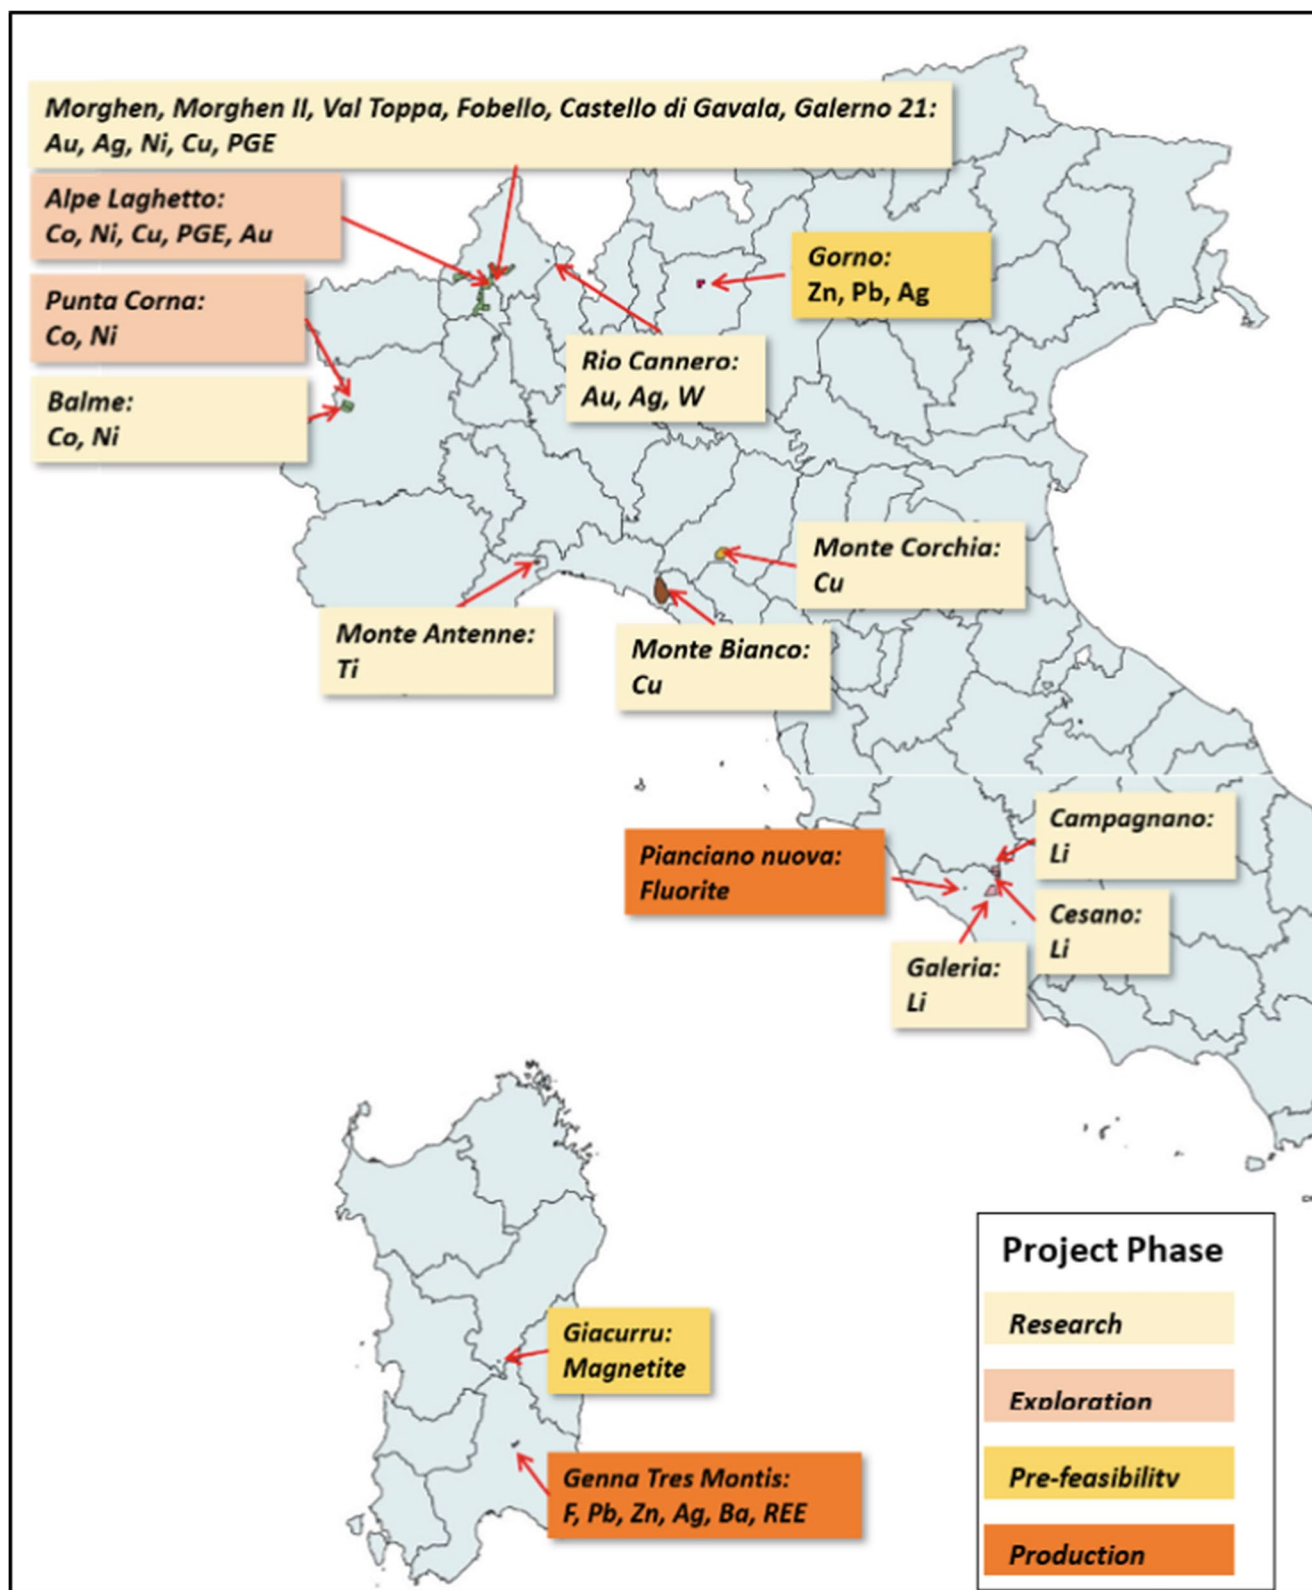 Morghen, Morghen II, Val Toppa, Fobello, Castello di Gavala, Galerno 21:
Au, Ag, Ni, Cu, PGE
Alpe Laghetto:
Co, Ni, Cu, PGE, Au
Punta Corna:
Co, Ni
Balme:
Co, Ni
Gorno:
Zn, Pb, Ag
Rio Cannero:
Au, Ag, W
Monte Corchia:
Cu
Monte Antenne:
Ti
Monte Bianco:
Cu
Campagnano:
Li
Pianciano nuova:
Fluorite
Cesano:
Li
Galeria:
Li
Giacurru:
Magnetite
Genna Tres Montis:
F, Pb, Zn, Ag, Ba, REE
Project Phase
Research
Exploration
Pre-feasibility
Production